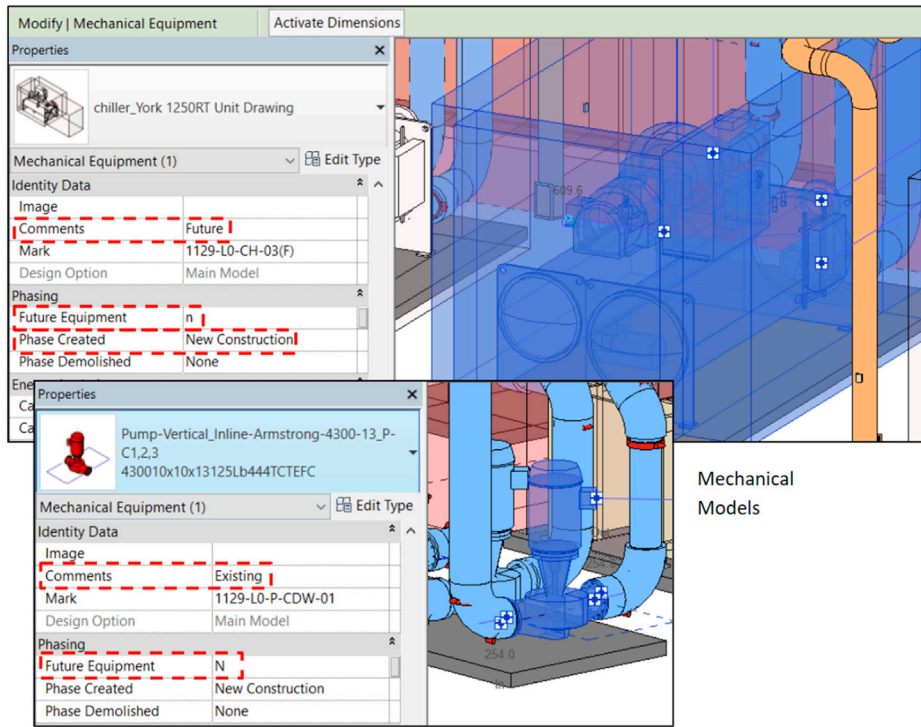 Modify | Mechanical Equipment Activate Dimensions
Properties
chiller_York 1250RT Unit Drawing
Mechanical Equipment (1) Edit Type
Identity Data
Image
Comments Future
Mark 1129-L0-CH-03(F)
Design Option Main Model
Phasing
Future Equipment n
Phase Created New Construction
Phase Demolished None
609.6
Properties
Pump-Vertical_Inline-Armstrong-4300-13_P-
C1,2,3
430010x10x13125Lb444TCTEFC
Mechanical Equipment (1) Edit Type
Identity Data
Image
Comments Existing
Mark 1129-L0-P-CDW-01
Design Option Main Model
Phasing
Future Equipment N
Phase Created New Construction
Phase Demolished None
254.0
Mechanical
Models